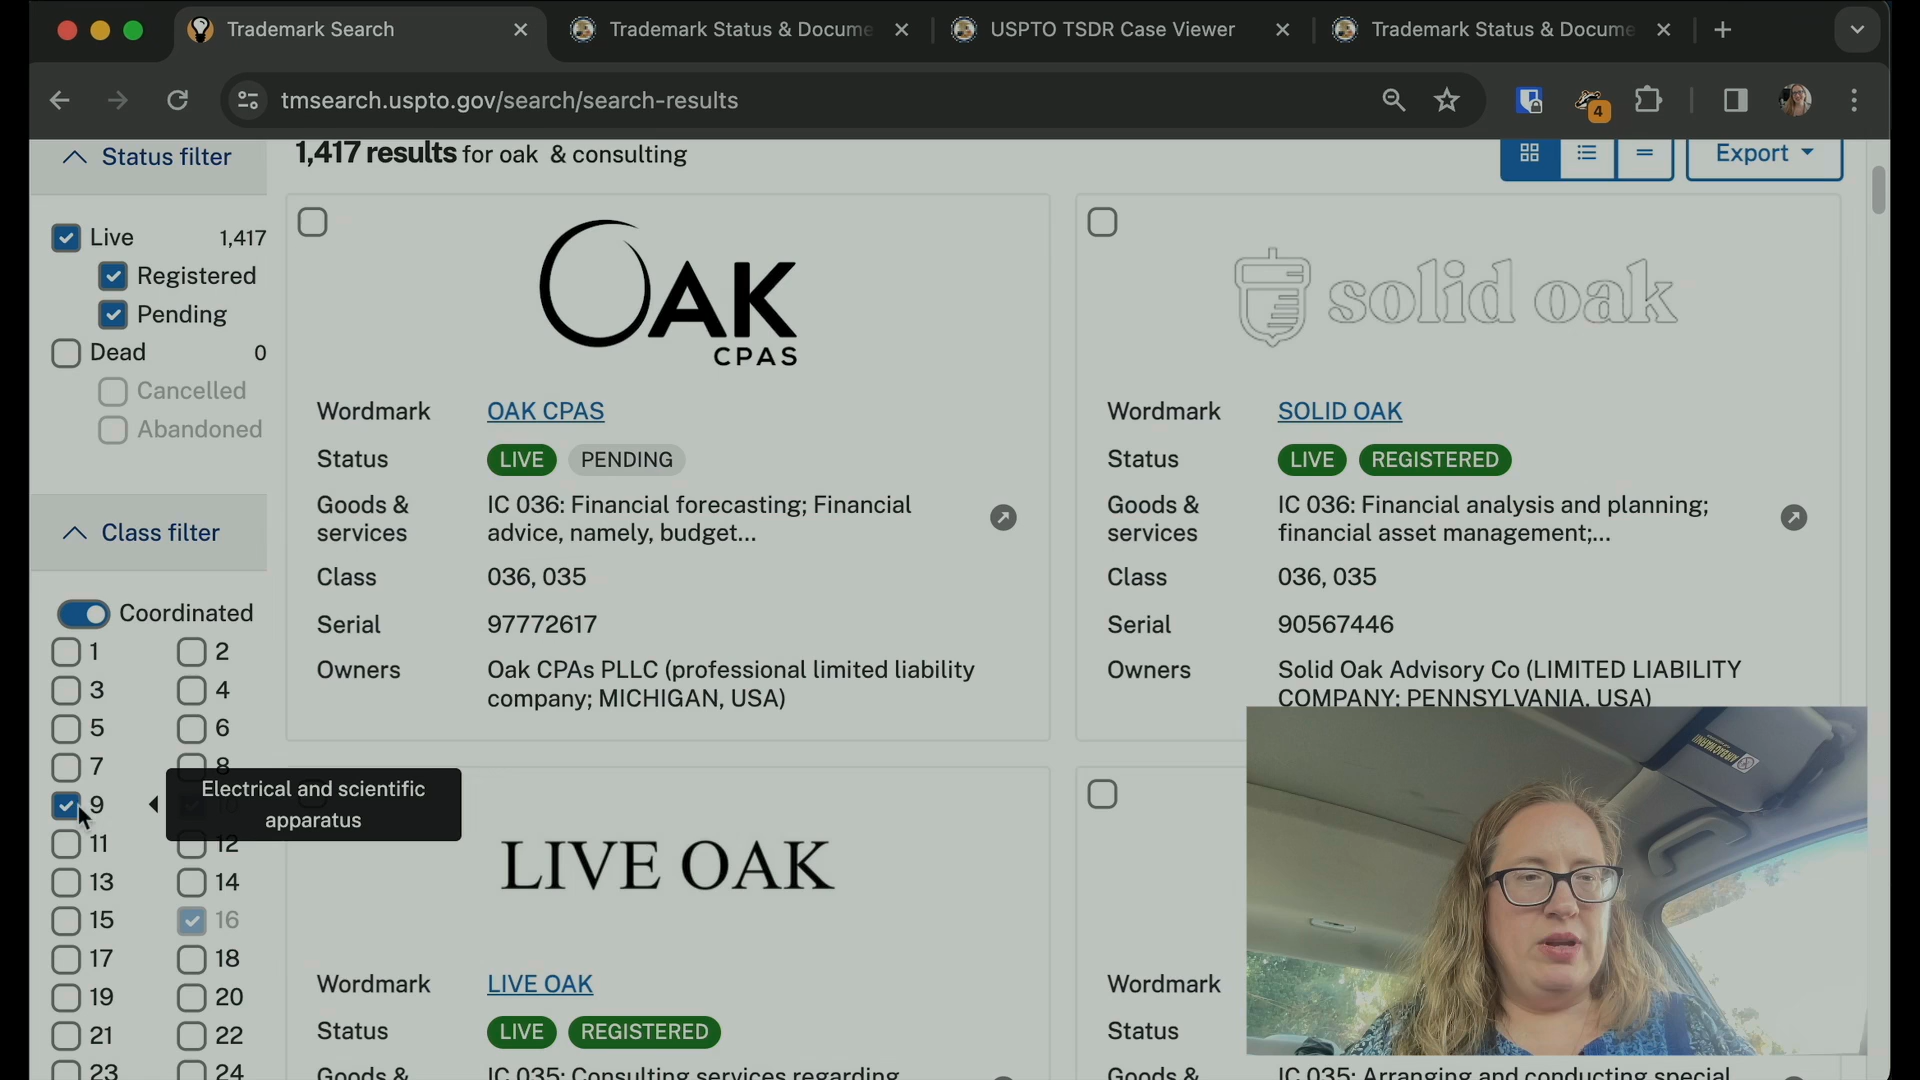 Trademark Search
Trademark Status & Docume
USPTO TSDR Case Viewer
Trademark Status & Docume
tmsearch.uspto.gov/search/search-results
4
Status filter
1,417 results for oak & consulting
Export
Live 1,417
Registered
Pending
Dead 0
Cancelled
Abandoned
Class filter
Coordinated
1 2
3 4
5 6
7 8
9 10
Electrical and scientific
apparatus
11 12
13 14
15 16
17 18
19 20
21 22
23 24
OAK
CPAS
Wordmark OAK CPAS
Status LIVE PENDING
Goods & services IC 036: Financial forecasting; Financial
advice, namely, budget...
Class 036, 035
Serial 97772617
Owners Oak CPAs PLLC (professional limited liability
company; MICHIGAN, USA)
solid oak
Wordmark SOLID OAK
Status LIVE REGISTERED
Goods & services IC 036: Financial analysis and planning;
financial asset management;...
Class 036, 035
Serial 90567446
Owners Solid Oak Advisory Co (LIMITED LIABILITY
COMPANY; PENNSYLVANIA, USA)
LIVE OAK
Wordmark LIVE OAK
Status LIVE REGISTERED
Goods & IC 035: Consulting services regarding
Wordmark
Status
Goods & IC 035: Arranging and conducting special